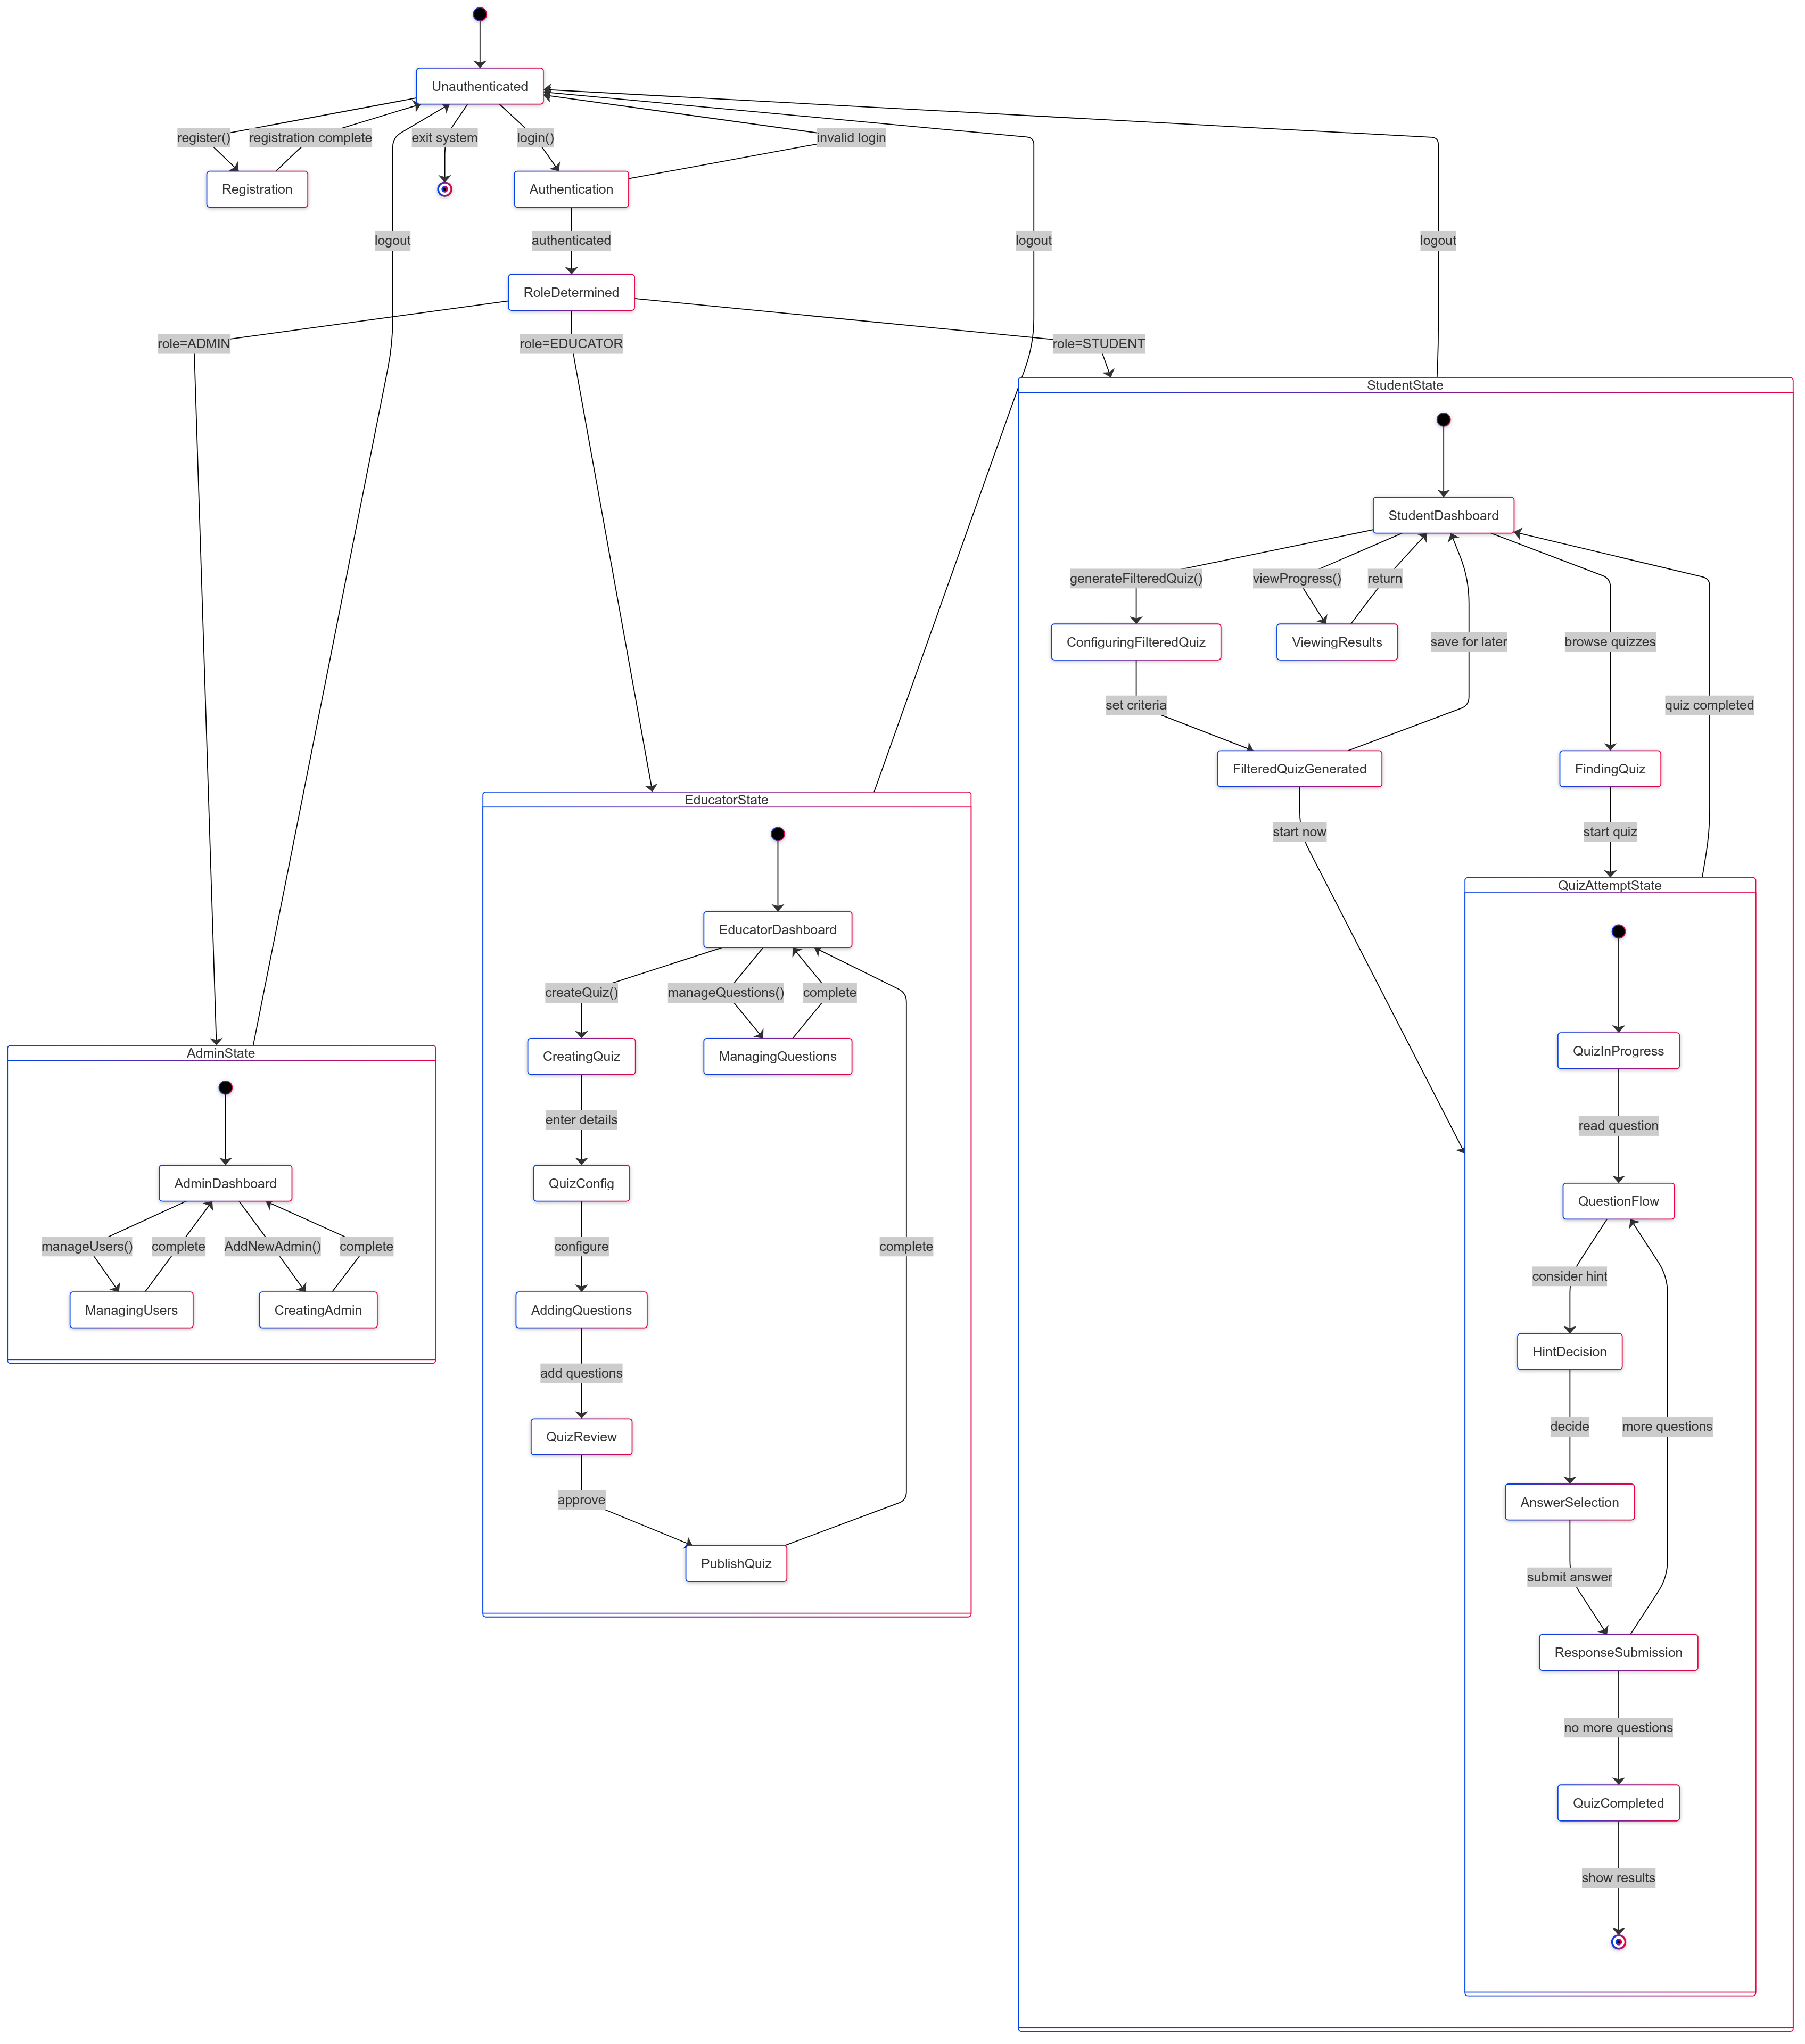 Unauthenticated
register()
registration complete
exit system
login()
invalid login
Registration
Authentication
logout
authenticated
logout
logout
RoleDetermined
role=ADMIN
role=EDUCATOR
role=STUDENT
StudentState
StudentDashboard
generateFilteredQuiz()
viewProgress()
return
ConfiguringFilteredQuiz
ViewingResults
save for later
browse quizzes
set criteria
quiz completed
FilteredQuizGenerated
FindingQuiz
start now
start quiz
QuizAttemptState
QuizInProgress
read question
QuestionFlow
consider hint
HintDecision
decide
more questions
AnswerSelection
submit answer
ResponseSubmission
no more questions
QuizCompleted
show results
EducatorState
EducatorDashboard
createQuiz()
manageQuestions()
complete
CreatingQuiz
ManagingQuestions
enter details
QuizConfig
configure
complete
AddingQuestions
add questions
QuizReview
approve
PublishQuiz
AdminState
AdminDashboard
manageUsers()
complete
AddNewAdmin()
complete
ManagingUsers
CreatingAdmin